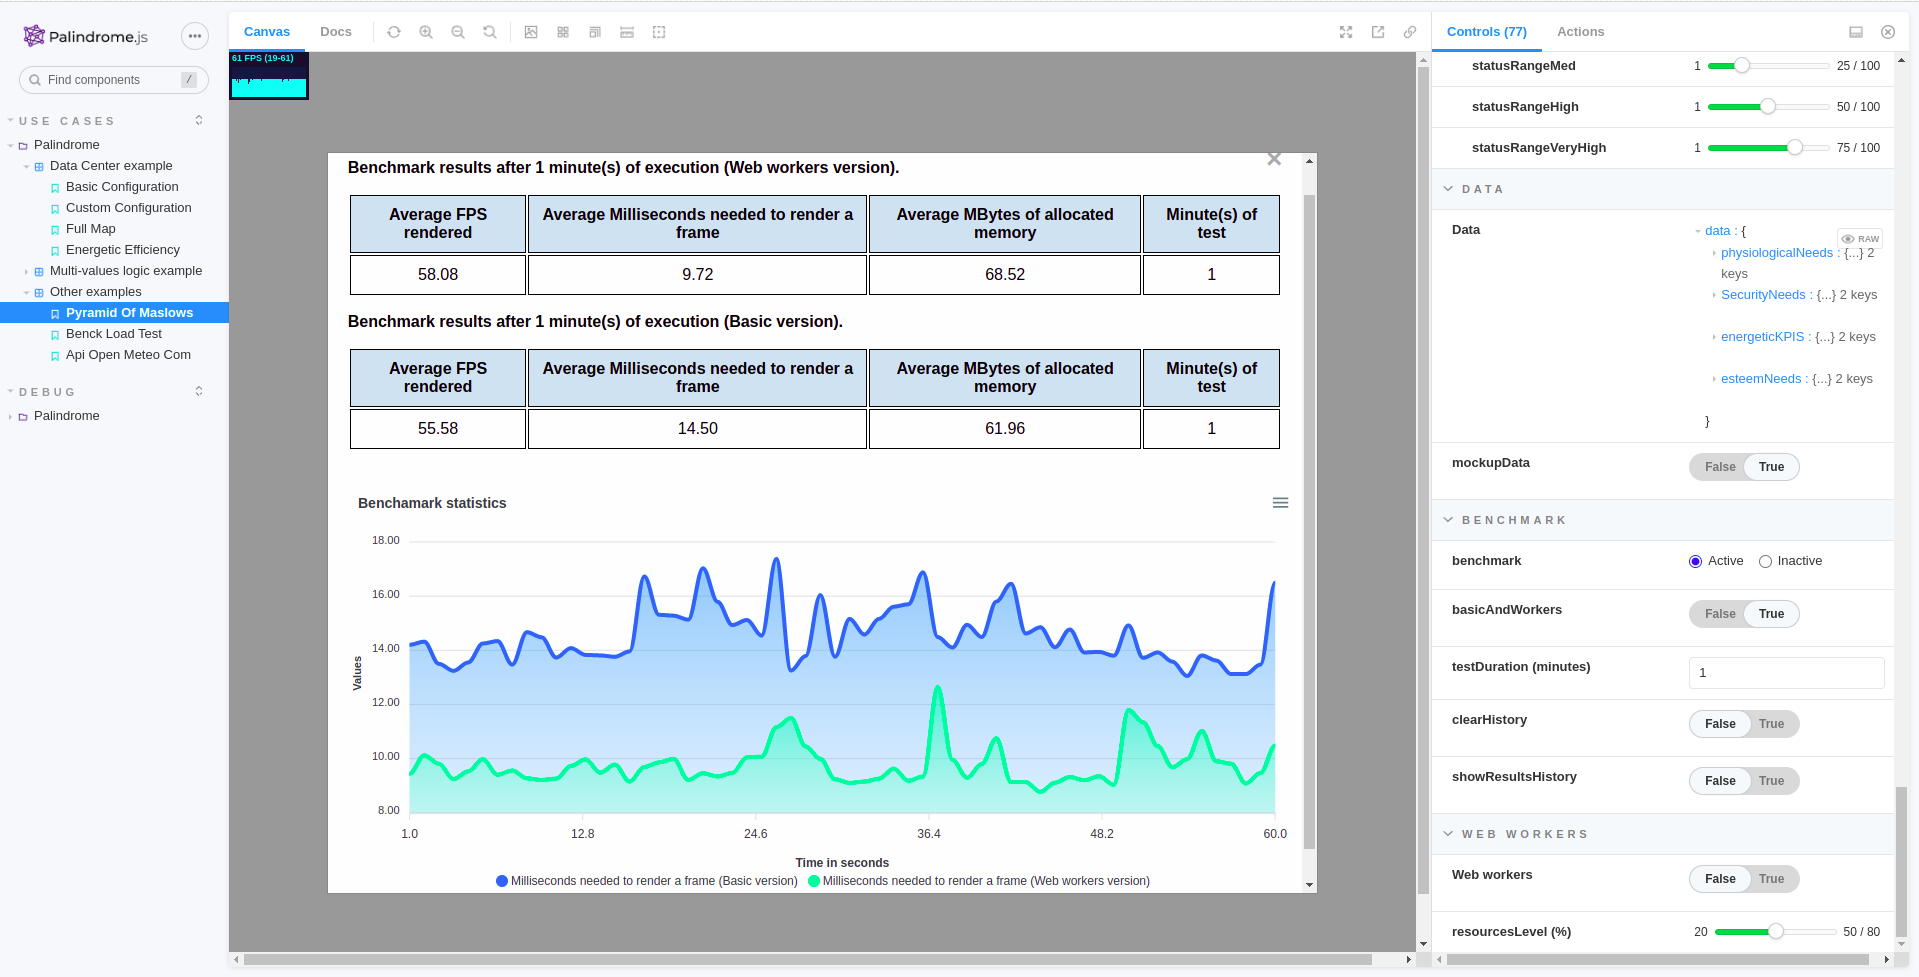 Palindrome.js
Find components
/
USE CASES
Palindrome
Data Center example
Basic Configuration
Custom Configuration
Full Map
Energetic Efficiency
Multi-values logic example
Other examples
Pyramid Of Maslows
Benck Load Test
Api Open Meteo Com
DEBUG
Palindrome
Canvas
Docs
61 FPS (19-61)
Benchmark results after 1 minute(s) of execution (Web workers version).
Average FPS rendered
Average Milliseconds needed to render a frame
Average MBytes of allocated memory
Minute(s) of test
58.08
9.72
68.52
1
Benchmark results after 1 minute(s) of execution (Basic version).
Average FPS rendered
Average Milliseconds needed to render a frame
Average MBytes of allocated memory
Minute(s) of test
55.58
14.50
61.96
1
Benchamark statistics
18.00
16.00
14.00
12.00
10.00
8.00
Values
1.0
12.8
24.6
36.4
48.2
60.0
Time in seconds
Milliseconds needed to render a frame (Basic version)
Milliseconds needed to render a frame (Web workers version)
Controls (77)
Actions
statusRangeMed
1
25 / 100
statusRangeHigh
1
50 / 100
statusRangeVeryHigh
1
75 / 100
DATA
Data
data : {
RAW
physiologicalNeeds : {...} 2
keys
SecurityNeeds : {...} 2 keys
energeticKPIS : {...} 2 keys
esteemNeeds : {...} 2 keys
}
mockupData
False
True
BENCHMARK
benchmark
Active
Inactive
basicAndWorkers
False
True
testDuration (minutes)
1
clearHistory
False
True
showResultsHistory
False
True
WEB WORKERS
Web workers
False
True
resourcesLevel (%)
20
50 / 80